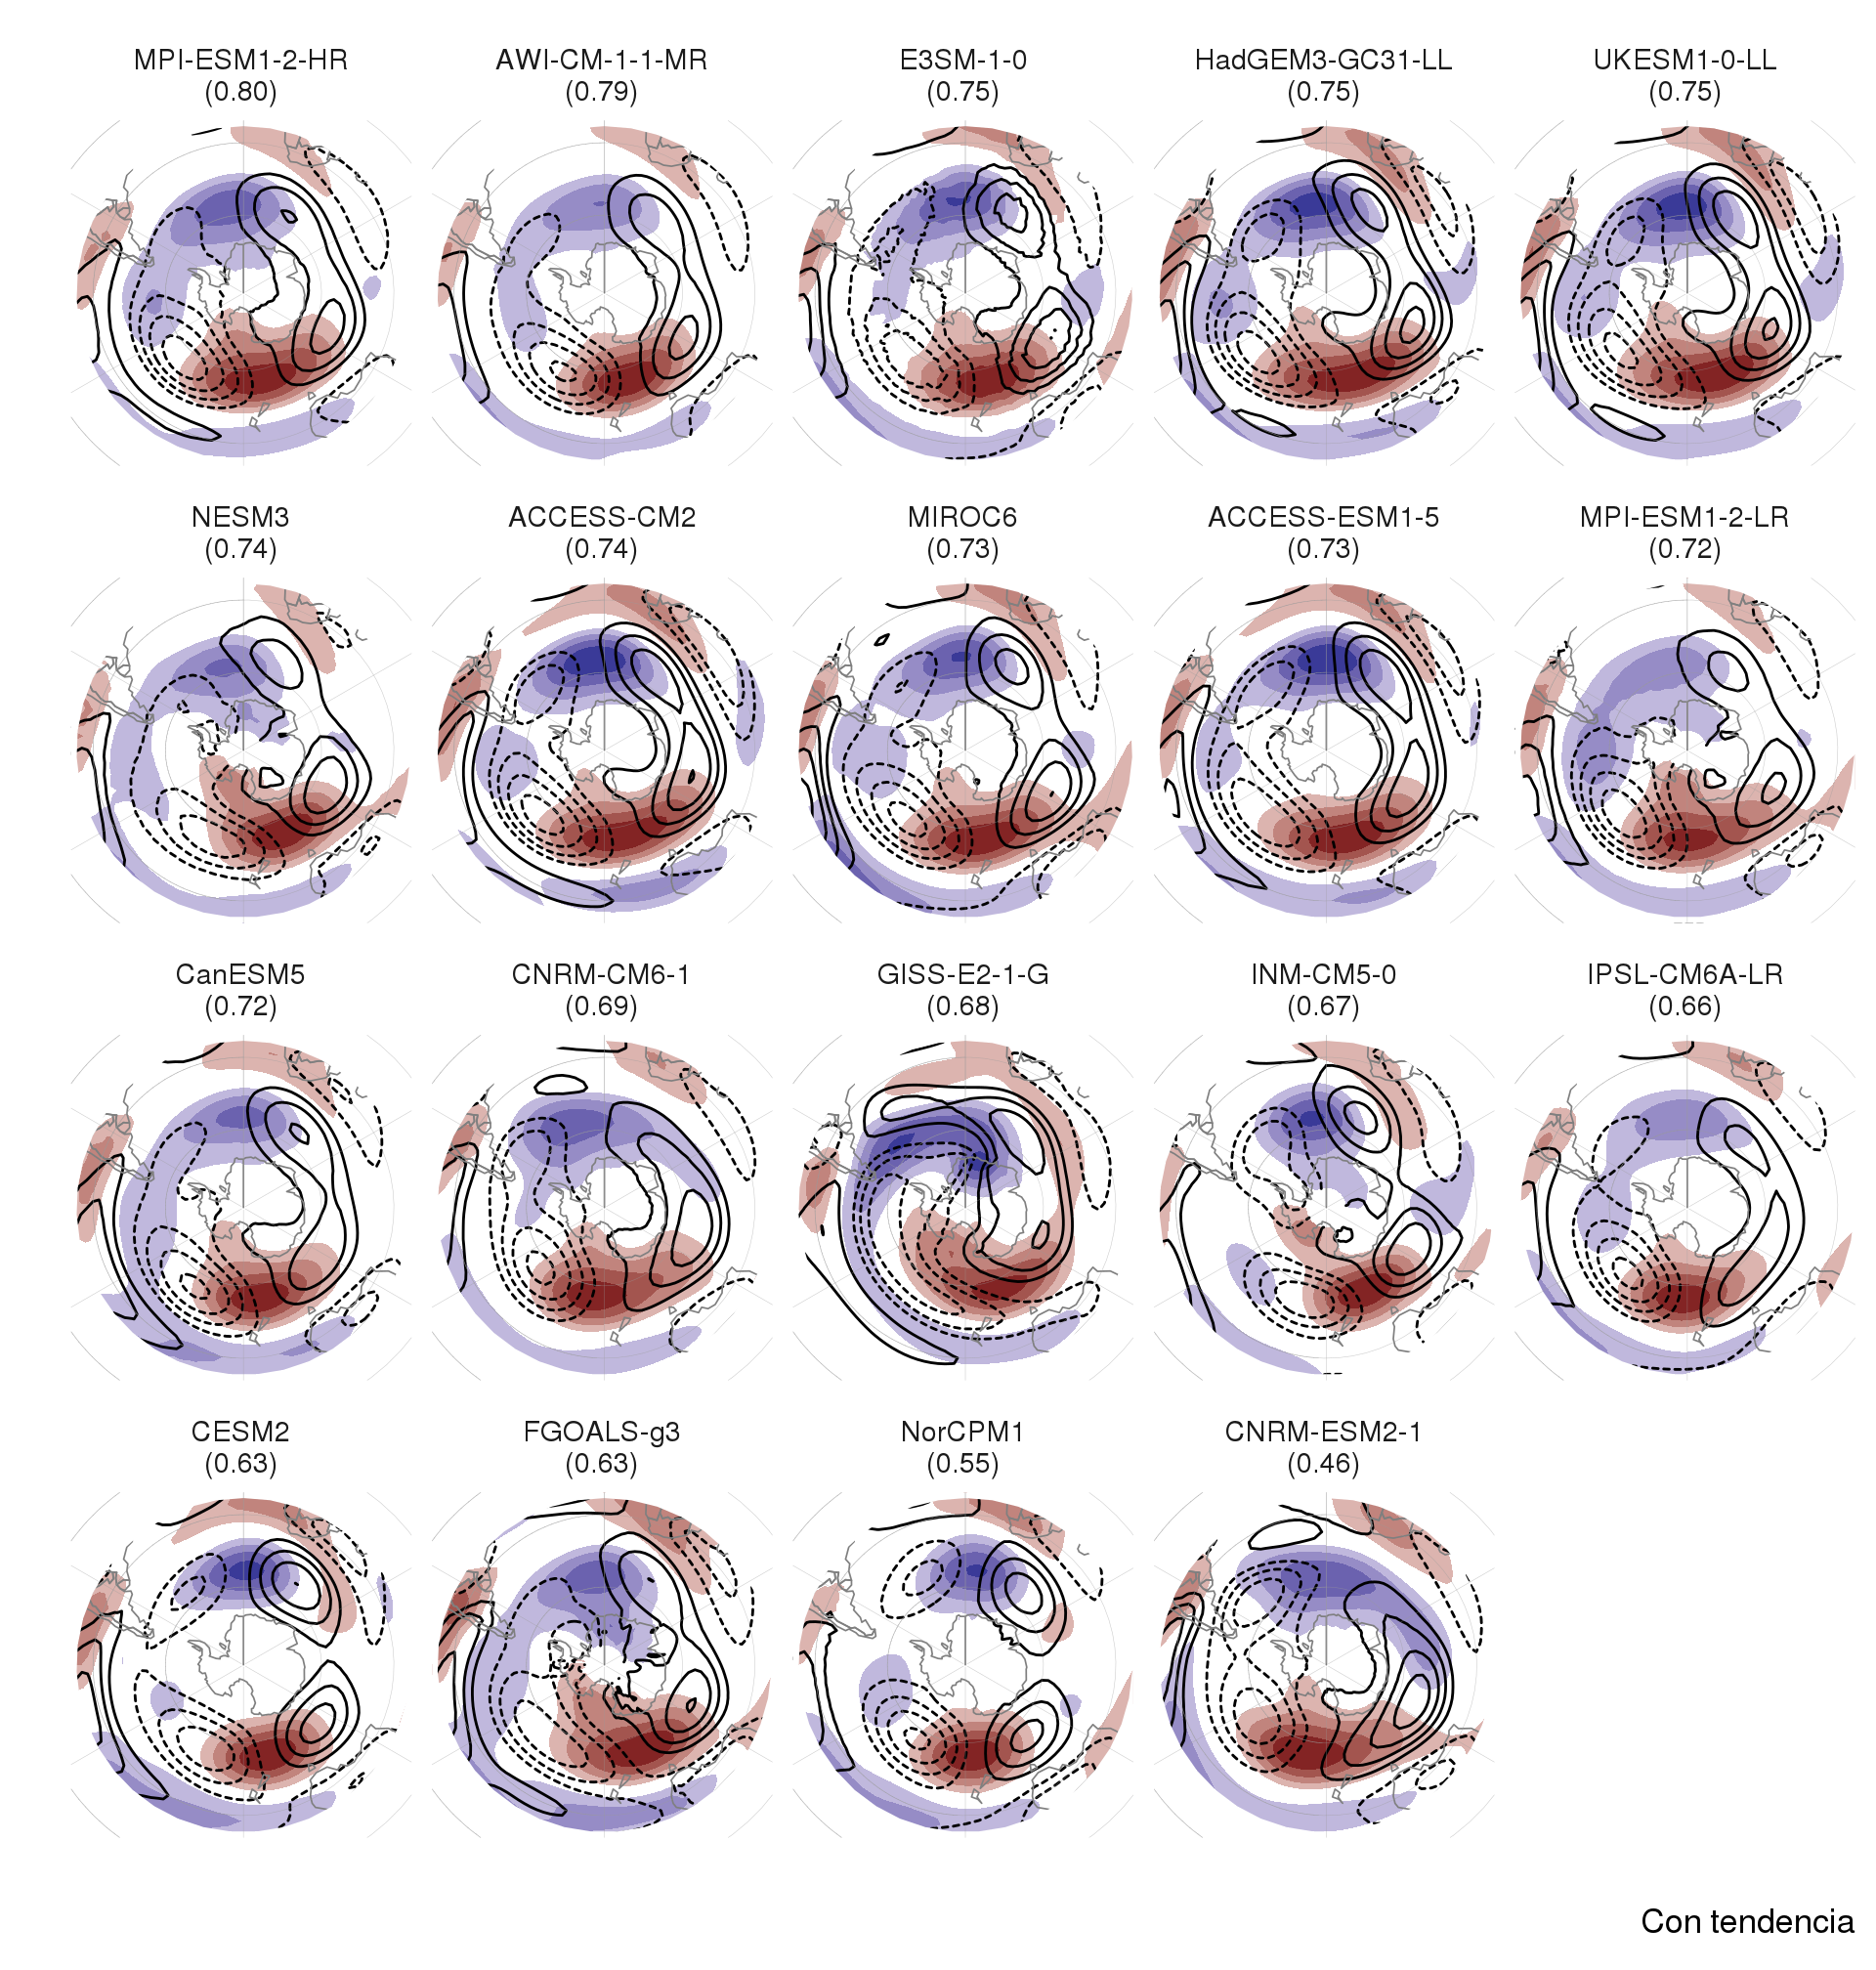 MPI-ESM1-2-HR
(0.80)
AWI-CM-1-1-MR
(0.79)
E3SM-1-0
(0.75)
HadGEM3-GC31-LL
(0.75)
UKESM1-0-LL
(0.75)
NESM3
(0.74)
ACCESS-CM2
(0.74)
MIROC6
(0.73)
ACCESS-ESM1-5
(0.73)
MPI-ESM1-2-LR
(0.72)
CanESM5
(0.72)
CNRM-CM6-1
(0.69)
GISS-E2-1-G
(0.68)
INM-CM5-0
(0.67)
IPSL-CM6A-LR
(0.66)
CESM2
(0.63)
FGOALS-g3
(0.63)
NorCPM1
(0.55)
CNRM-ESM2-1
(0.46)
Con tendencia